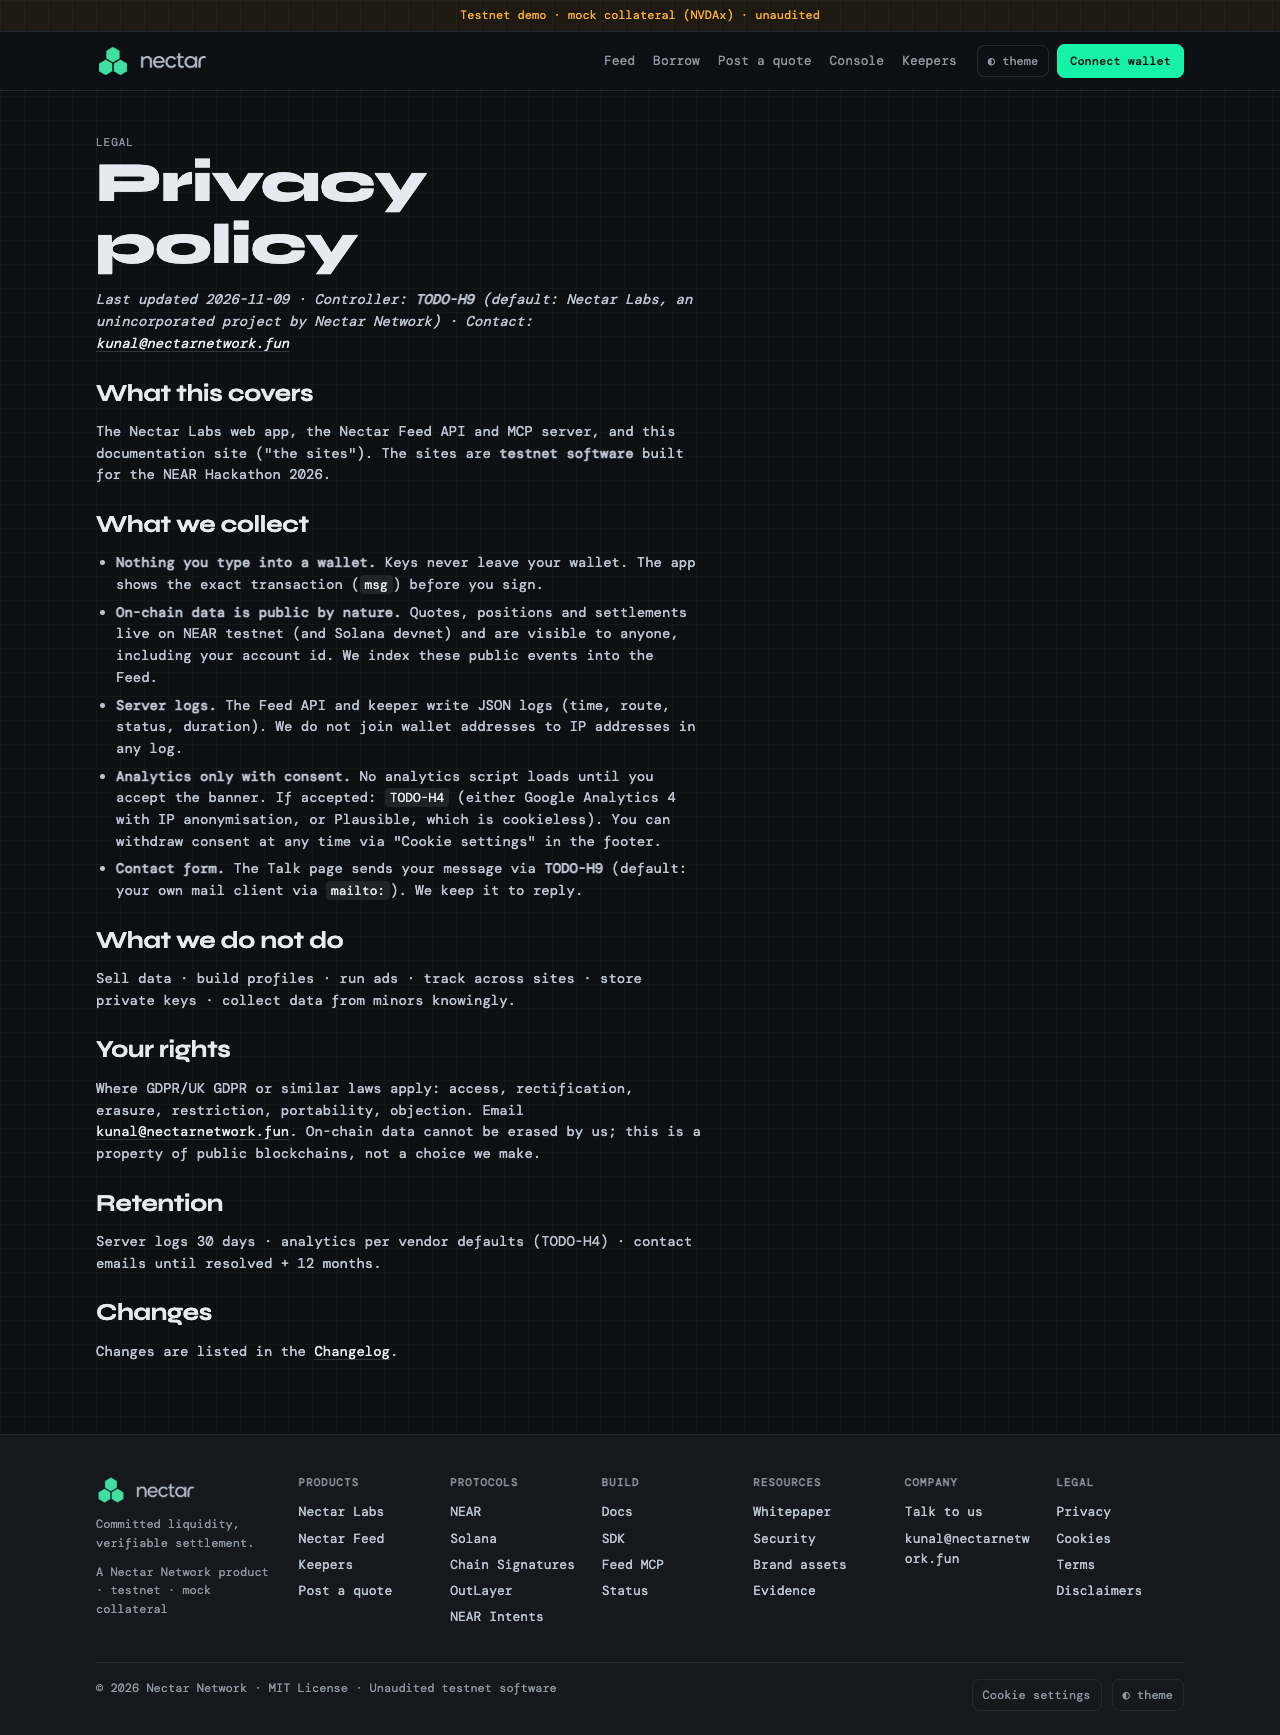 Testnet demo · mock collateral (NVDAx) · unaudited
nectar
Feed Borrow Post a quote Console Keepers ◐ theme Connect wallet
LEGAL
Privacy
policy
Last updated 2026-11-09 · Controller: TODO-H9 (default: Nectar Labs, an
unincorporated project by Nectar Network) · Contact:
kunal@nectarnetwork.fun
What this covers
The Nectar Labs web app, the Nectar Feed API and MCP server, and this
documentation site ("the sites"). The sites are testnet software built
for the NEAR Hackathon 2026.
What we collect
• Nothing you type into a wallet. Keys never leave your wallet. The app
shows the exact transaction (msg) before you sign.
• On-chain data is public by nature. Quotes, positions and settlements
live on NEAR testnet (and Solana devnet) and are visible to anyone,
including your account id. We index these public events into the
Feed.
• Server logs. The Feed API and keeper write JSON logs (time, route,
status, duration). We do not join wallet addresses to IP addresses in
any log.
• Analytics only with consent. No analytics script loads until you
accept the banner. If accepted: TODO-H4 (either Google Analytics 4
with IP anonymisation, or Plausible, which is cookieless). You can
withdraw consent at any time via "Cookie settings" in the footer.
• Contact form. The Talk page sends your message via TODO-H9 (default:
your own mail client via mailto:). We keep it to reply.
What we do not do
Sell data · build profiles · run ads · track across sites · store
private keys · collect data from minors knowingly.
Your rights
Where GDPR/UK GDPR or similar laws apply: access, rectification,
erasure, restriction, portability, objection. Email
kunal@nectarnetwork.fun. On-chain data cannot be erased by us; this is a
property of public blockchains, not a choice we make.
Retention
Server logs 30 days · analytics per vendor defaults (TODO-H4) · contact
emails until resolved + 12 months.
Changes
Changes are listed in the Changelog.
nectar
Committed liquidity,
verifiable settlement.
A Nectar Network product
· testnet · mock
collateral
PRODUCTS
Nectar Labs
Nectar Feed
Keepers
Post a quote
PROTOCOLS
NEAR
Solana
Chain Signatures
OutLayer
NEAR Intents
BUILD
Docs
SDK
Feed MCP
Status
RESOURCES
Whitepaper
Security
Brand assets
Evidence
COMPANY
Talk to us
kunal@nectarnetw
ork.fun
LEGAL
Privacy
Cookies
Terms
Disclaimers
© 2026 Nectar Network · MIT License · Unaudited testnet software
Cookie settings ◐ theme